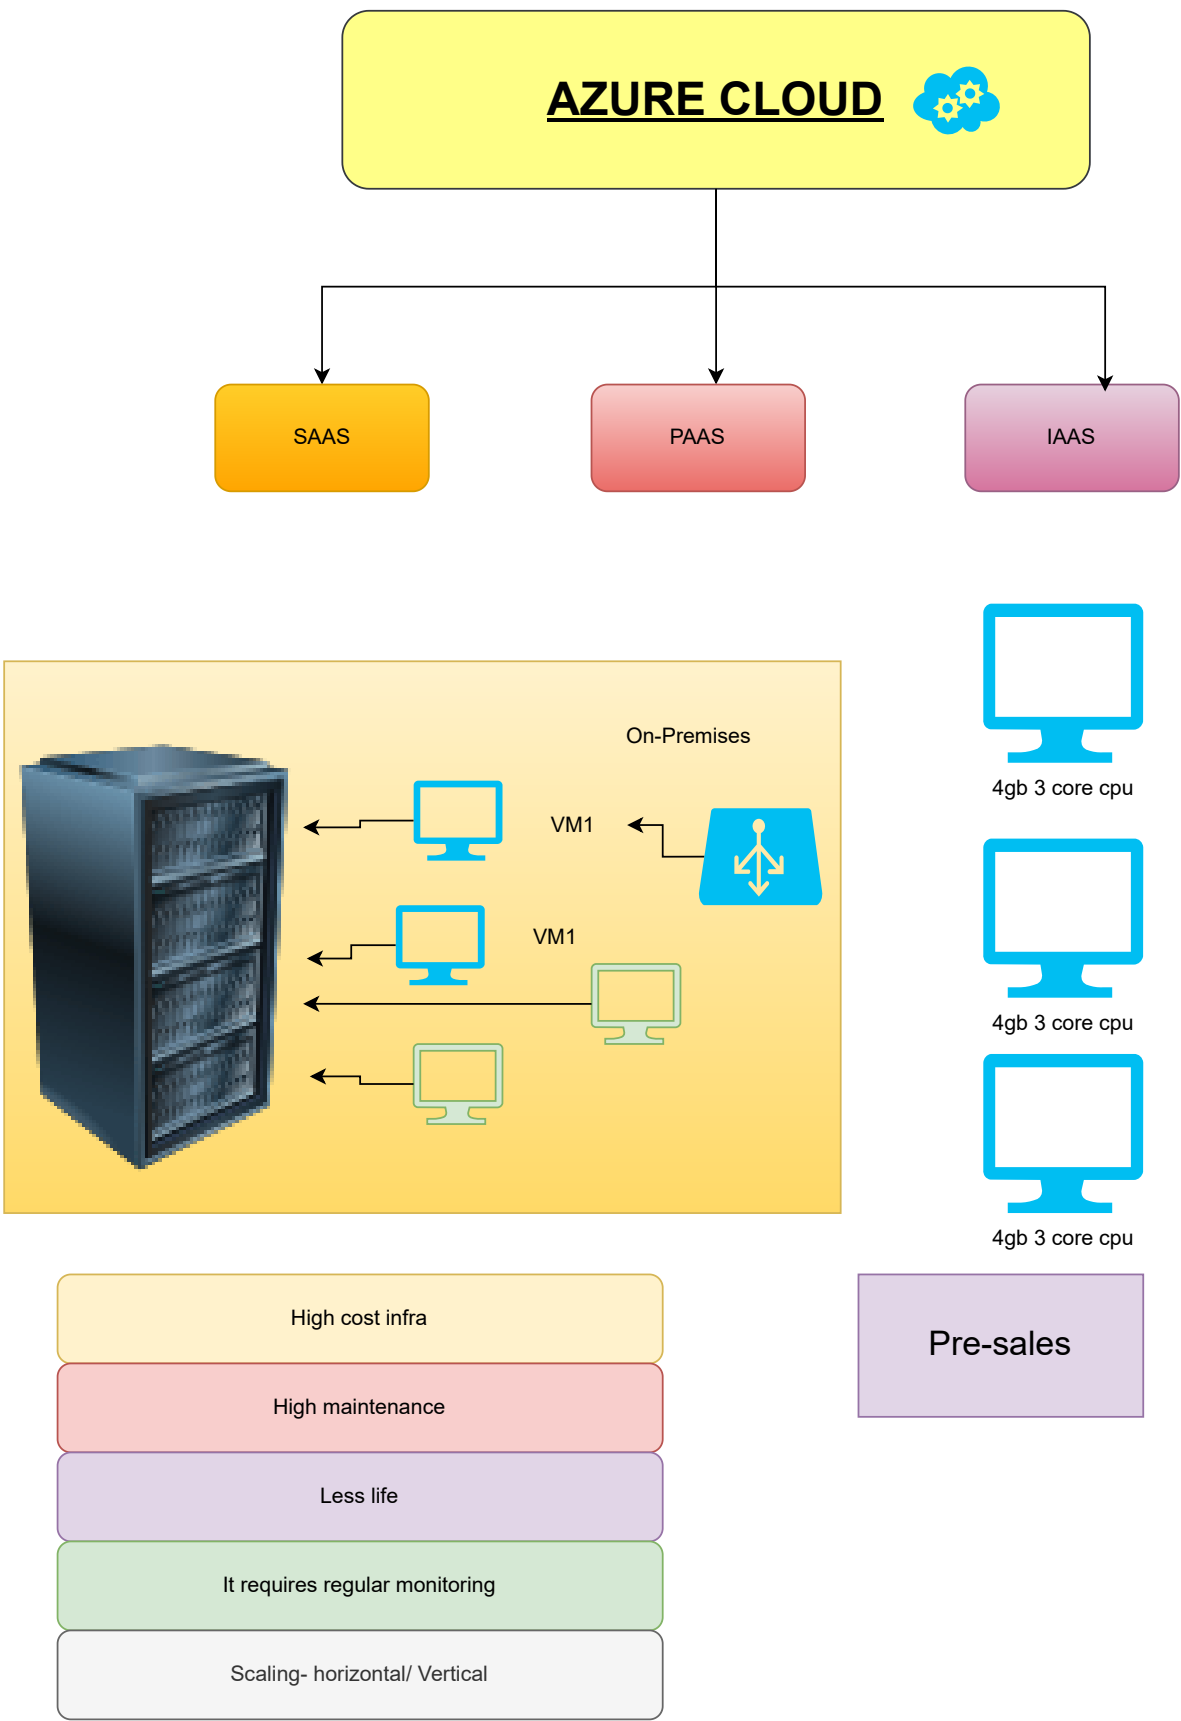 AZURE CLOUD
SAAS
PAAS
IAAS
On-Premises
VM1
VM1
4gb 3 core cpu
4gb 3 core cpu
4gb 3 core cpu
High cost infra
High maintenance
Less life
It requires regular monitoring
Scaling- horizontal/ Vertical
Pre-sales